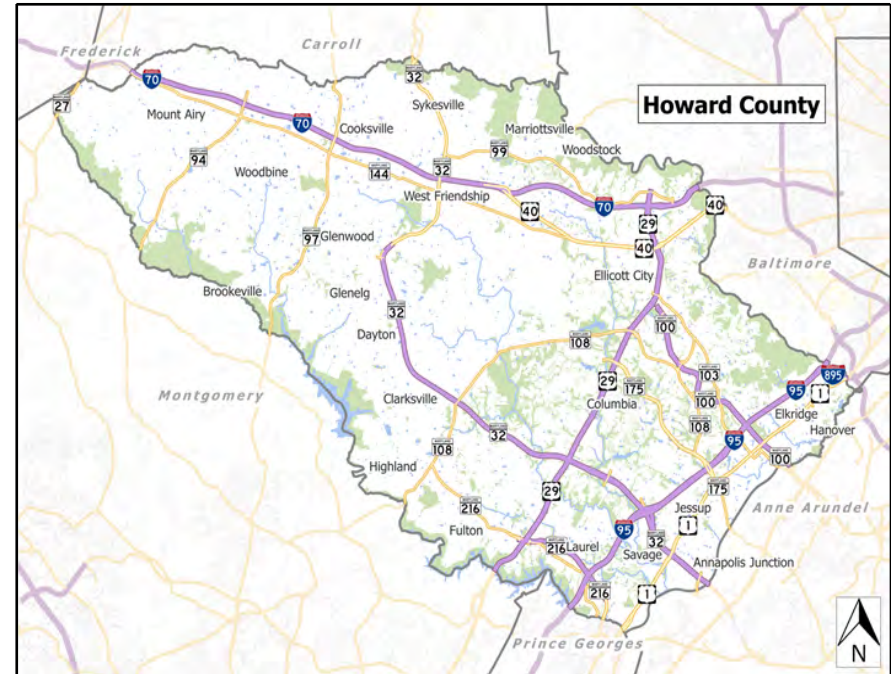 Frederick
Carroll
70
32
27
Sykesville
Howard County
Mount Airy
70
Cooksville
Marriottsville
94
99
Woodstock
Woodbine
144
32
West Friendship
70
40
40
97
29
Glenwood
40
Baltimore
Brookeville
Glenelg
Ellicott City
32
100
Dayton
108
Montgomery
29
175
103
895
95
1
Clarksville
Columbia
100
Elkridge
108
Hanover
108
32
95
100
Highland
29
175
Anne Arundel
216
Jessup
Fulton
95
1
216
Laurel
Savage
32
Annapolis Junction
216
1
Prince Georges
N